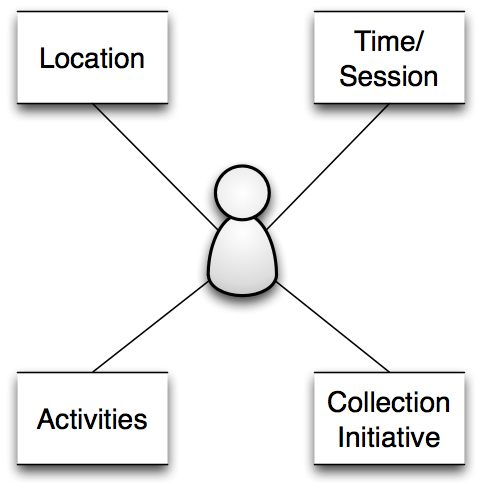 Location
Time/
Session
Activities
Collection
Initiative